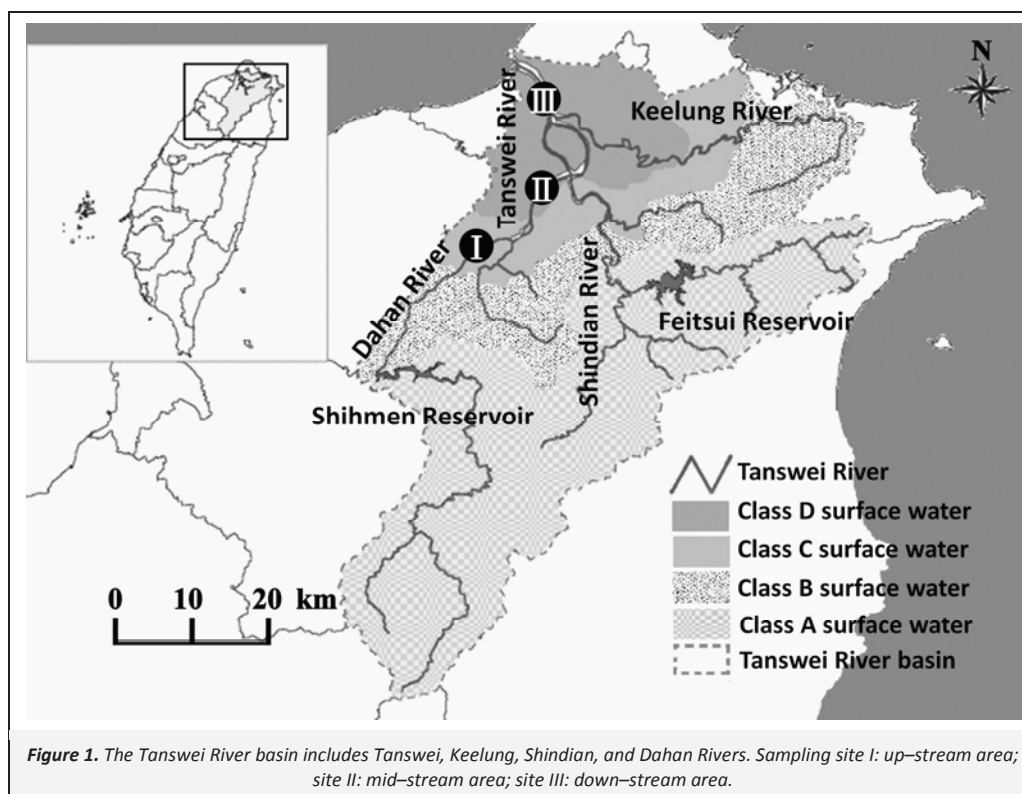 N
III
Keelung River
Tanswei River
II
I
Dahan River
Shindian River
Feitsui Reservoir
Shihmen Reservoir
Tanswei River
Class D surface water
Class C surface water
Class B surface water
Class A surface water
Tanswei River basin
0 10 20 km
Figure 1. The Tanswei River basin includes Tanswei, Keelung, Shindian, and Dahan Rivers. Sampling site I: up–stream area;
site II: mid–stream area; site III: down–stream area.